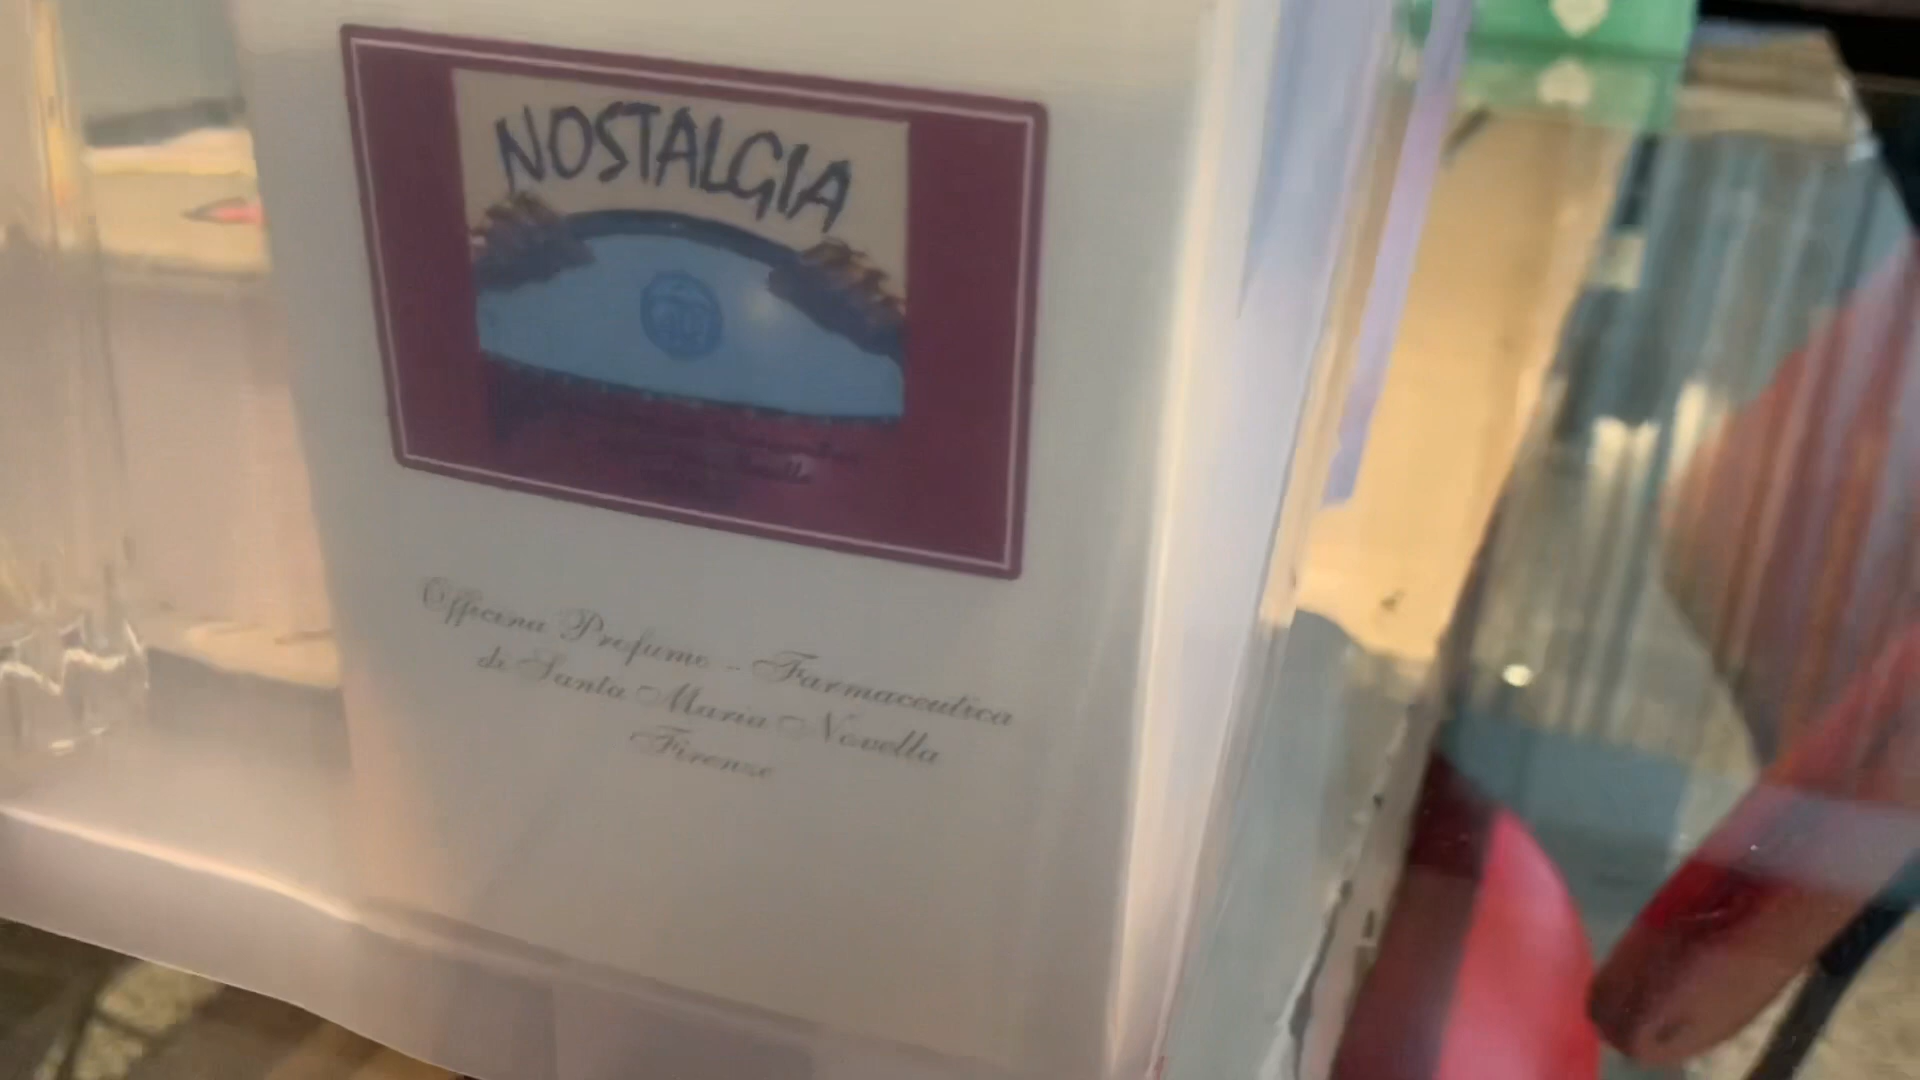 NOSTALGIA
Officina Profumo - Farmaceutica
di Santa Maria Novella
Firenze